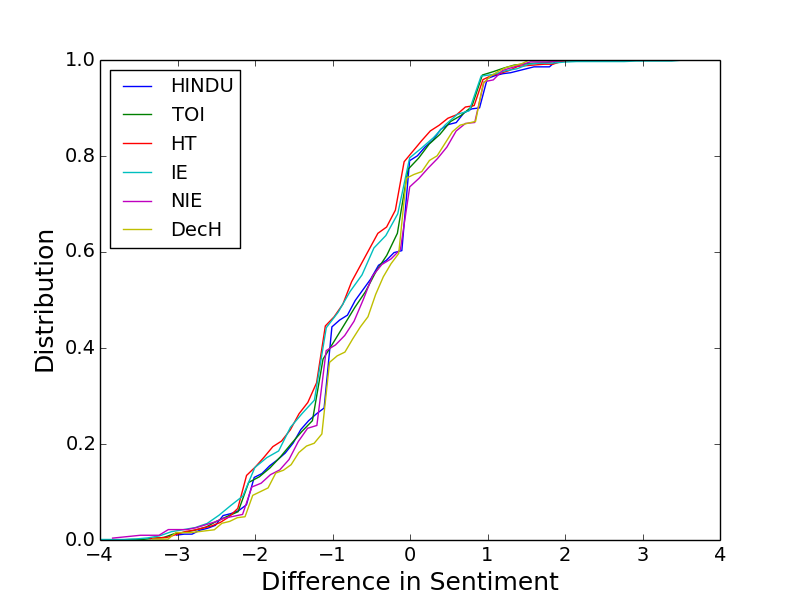 1.0
0.8
0.6
0.4
0.2
0.0
Distribution
HINDU
TOI
HT
IE
NIE
DecH
−4 −3 −2 −1 0 1 2 3 4
Difference in Sentiment